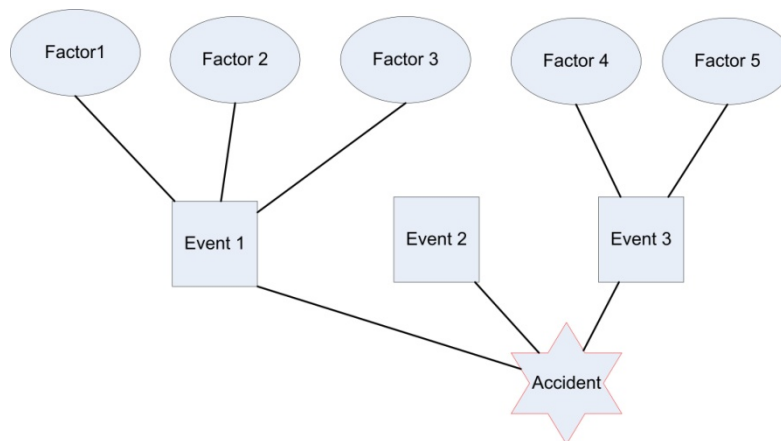 Factor1
Factor 2
Factor 3
Factor 4
Factor 5
Event 1
Event 2
Event 3
Accident